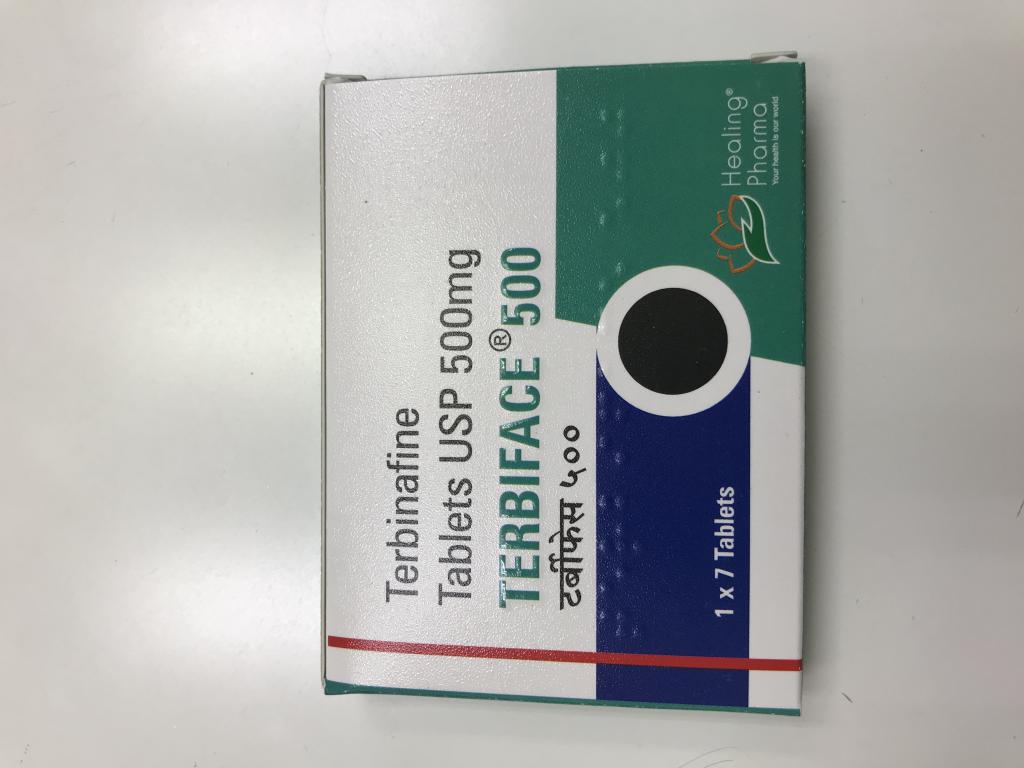 Terbinafine
Tablets USP 500mg
TERBIFACE® 500
टर्बीफेस ५००
1 x 7 Tablets
Healing®
Pharma
Your health is our world